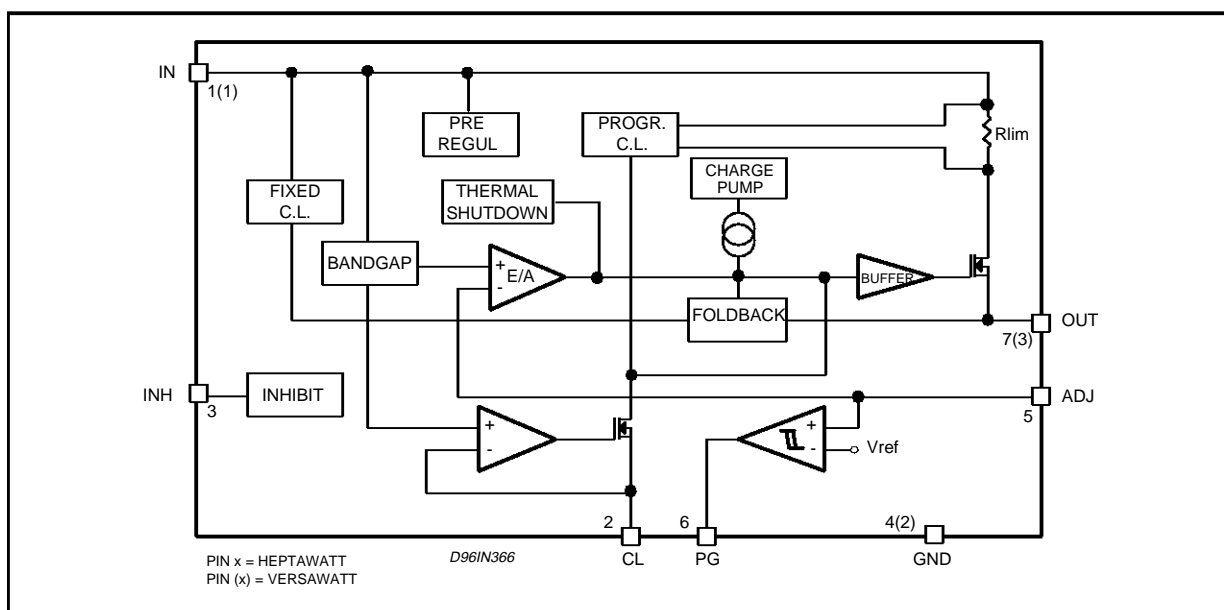 IN
1(1)
PRE
REGUL
PROGR.
C.L.
Rlim
CHARGE
PUMP
FIXED
C.L.
THERMAL
SHUTDOWN
BANDGAP
+
-
E/A
BUFFER
FOLDBACK
OUT
7(3)
INH
3
INHIBIT
ADJ
5
+
-
+
-
Vref
2
6
4(2)
CL
PG
GND
PIN x = HEPTAWATT
PIN (x) = VERSAWATT
D96IN366